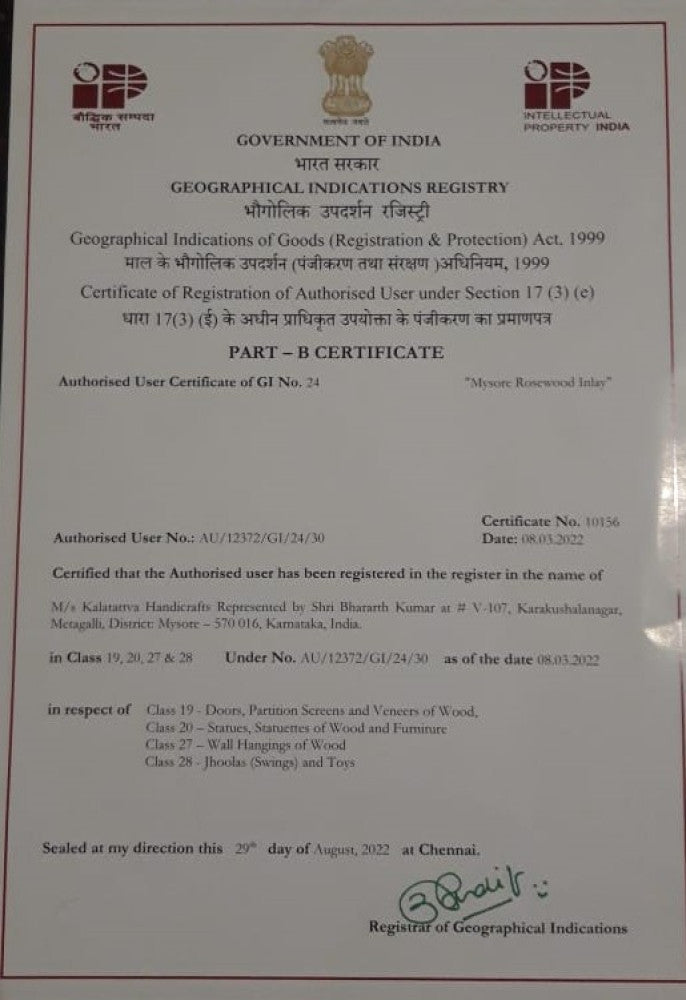 बौद्धिक सम्पदा
भारत
सत्यमेव जयते
INTELLECTUAL
PROPERTY INDIA
GOVERNMENT OF INDIA
भारत सरकार
GEOGRAPHICAL INDICATIONS REGISTRY
भौगोलिक उपदर्शन रजिस्ट्री
Geographical Indications of Goods (Registration & Protection) Act, 1999
माल के भौगोलिक उपदर्शन (पंजीकरण तथा संरक्षण )अधिनियम, 1999
Certificate of Registration of Authorised User under Section 17 (3) (e)
धारा 17(3) (ई) के अधीन प्राधिकृत उपयोक्ता के पंजीकरण का प्रमाणपत्र
PART – B CERTIFICATE
Authorised User Certificate of GI No. 24 "Mysore Rosewood Inlay"
Certificate No. 10156
Authorised User No.: AU/12372/GI/24/30 Date: 08.03.2022
Certified that the Authorised user has been registered in the register in the name of
M/s Kalatattva Handicrafts Represented by Shri Bhararth Kumar at # V-107, Karakushalanagar,
Metagalli, District: Mysore – 570 016, Karnataka, India.
in Class 19, 20, 27 & 28 Under No. AU/12372/GI/24/30 as of the date 08.03.2022
in respect of Class 19 - Doors, Partition Screens and Veneers of Wood,
Class 20 – Statues, Statuettes of Wood and Furniture
Class 27 – Wall Hangings of Wood
Class 28 - Jhoolas (Swings) and Toys
Sealed at my direction this 29th day of August, 2022 at Chennai.
Registrar of Geographical Indications